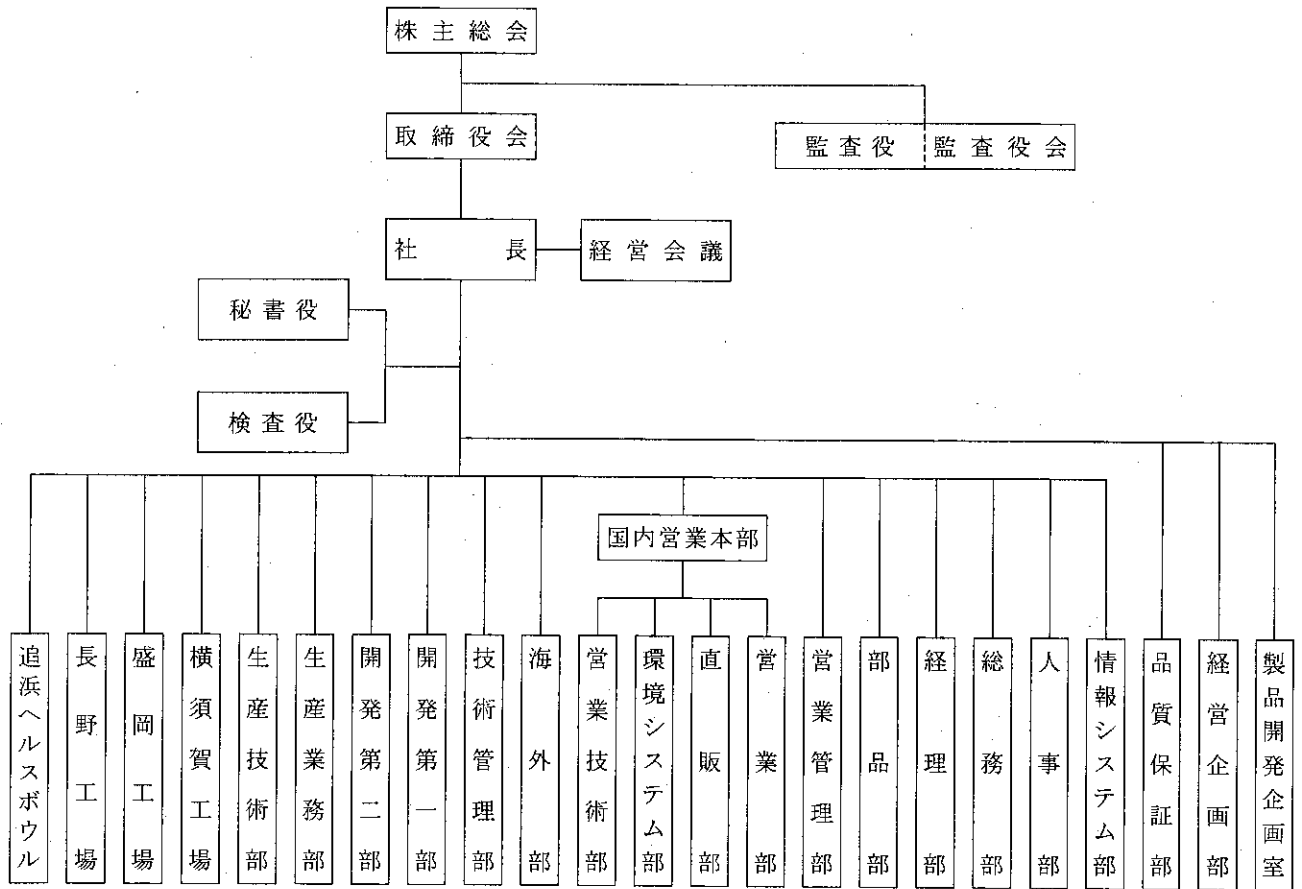 株主総会
取締役会
監査役
監査役会
社長
経営会議
秘書役
検査役
国内営業本部
追浜ヘルスボウル
長野工場
盛岡工場
横須賀工場
生産技術部
生産業務部
開発第二部
開発第一部
技術管理部
海外部
営業技術部
環境システム部
直販部
営業部
営業管理部
部品部
経理部
総務部
人事部
情報システム部
品質保証部
経営企画部
製品開発企画室